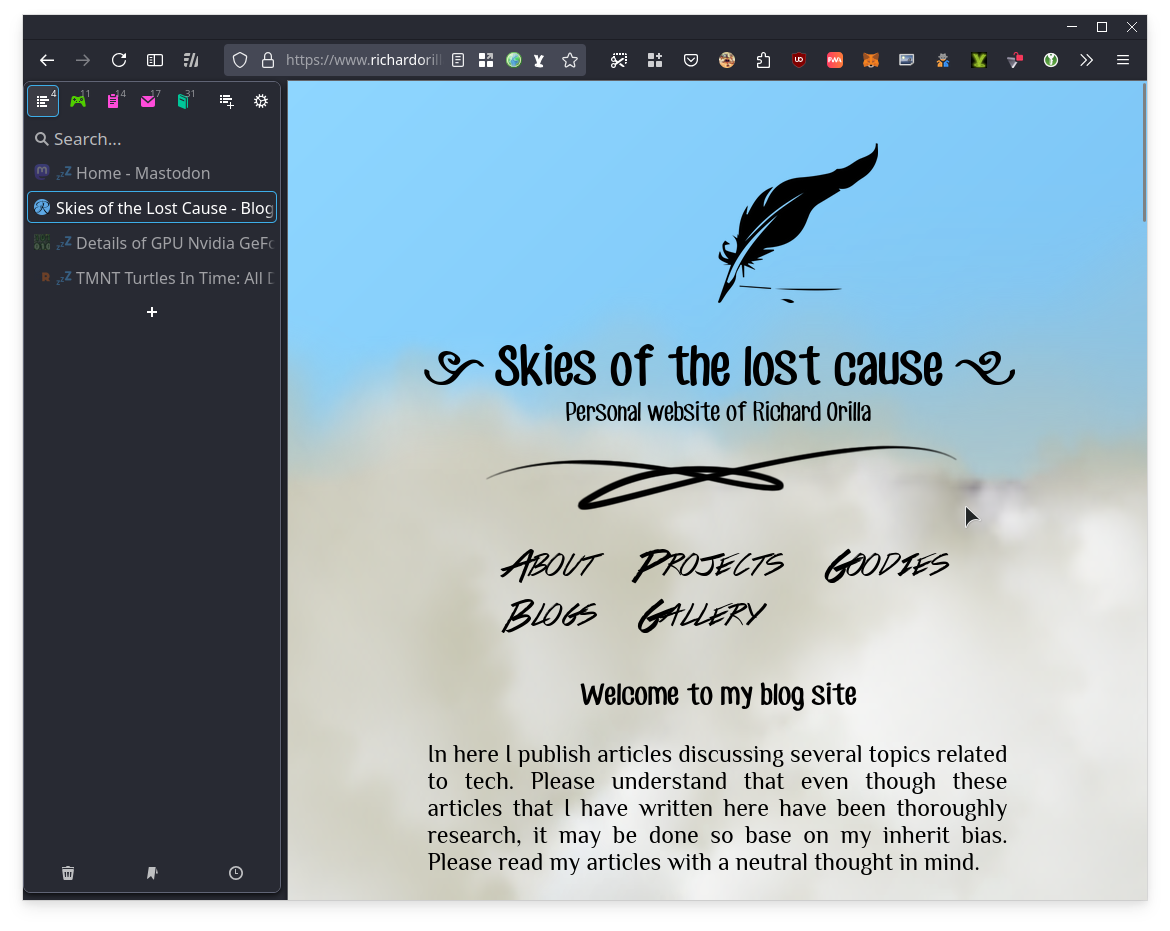 https://www.richardorill
4
11
14
17
31
Search...
Home - Mastodon
Skies of the Lost Cause - Blog
Details of GPU Nvidia GeFo
TMNT Turtles In Time: All D
Skies of the lost cause
Personal website of Richard Orilla
About Projects Goodies
Blogs Gallery
Welcome to my blog site
In here I publish articles discussing several topics related
to tech. Please understand that even though these
articles that I have written here have been thoroughly
research, it may be done so base on my inherit bias.
Please read my articles with a neutral thought in mind.